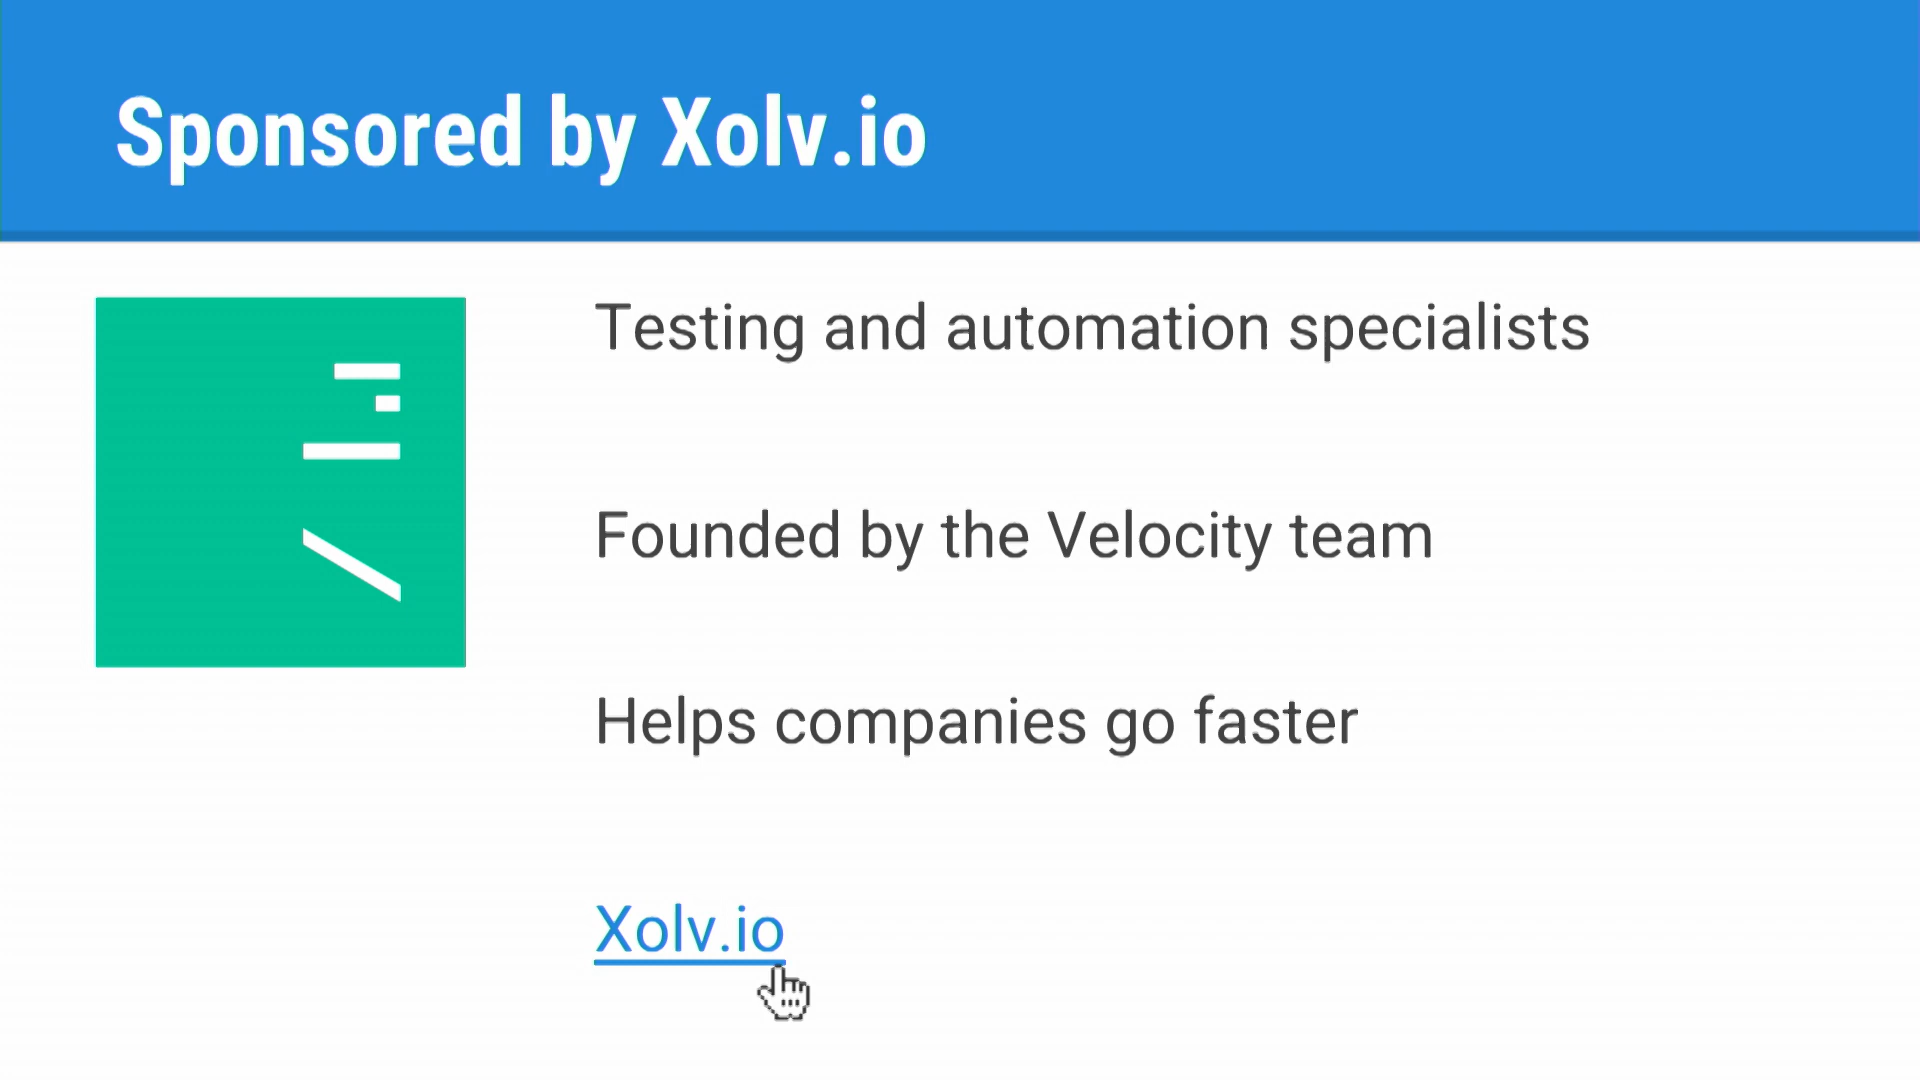 Sponsored by Xolv.io
Testing and automation specialists
Founded by the Velocity team
Helps companies go faster
Xolv.io